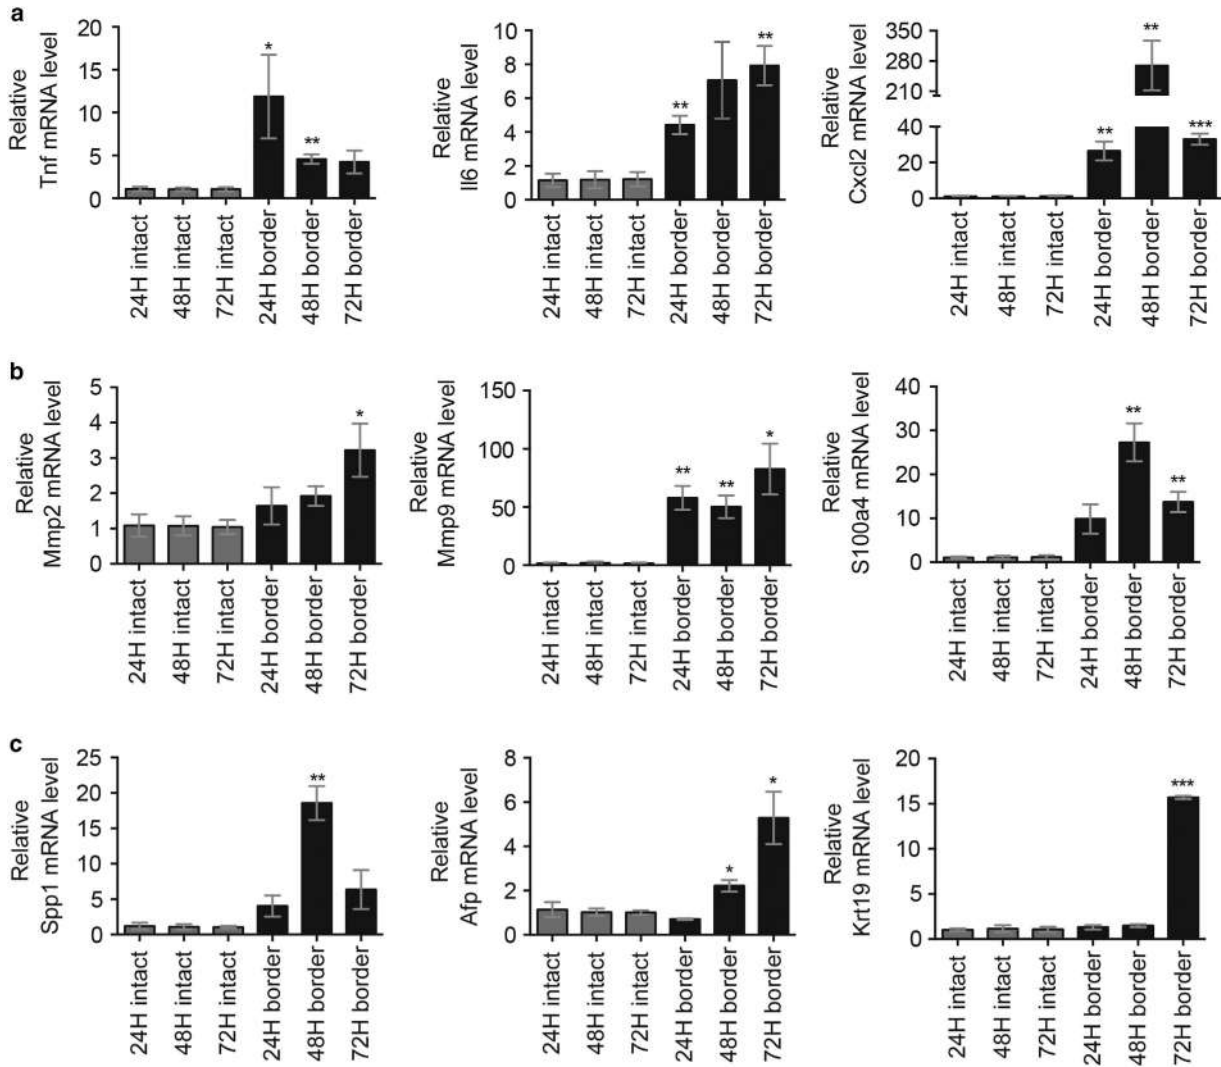 a
Relative
Tnf mRNA level
20
15
10
5
0
*
**
24H intact
48H intact
72H intact
24H border
48H border
72H border
Relative
Il6 mRNA level
10
8
6
4
2
0
**
**
24H intact
48H intact
72H intact
24H border
48H border
72H border
Relative
Cxcl2 mRNA level
350
280
210
40
20
0
**
**
***
24H intact
48H intact
72H intact
24H border
48H border
72H border
b
Relative
Mmp2 mRNA level
5
4
3
2
1
0
*
24H intact
48H intact
72H intact
24H border
48H border
72H border
Relative
Mmp9 mRNA level
150
100
50
0
**
**
*
24H intact
48H intact
72H intact
24H border
48H border
72H border
Relative
S100a4 mRNA level
40
30
20
10
0
**
**
24H intact
48H intact
72H intact
24H border
48H border
72H border
c
Relative
Spp1 mRNA level
25
20
15
10
5
0
**
24H intact
48H intact
72H intact
24H border
48H border
72H border
Relative
Afp mRNA level
8
6
4
2
0
*
*
24H intact
48H intact
72H intact
24H border
48H border
72H border
Relative
Krt19 mRNA level
20
15
10
5
0
***
24H intact
48H intact
72H intact
24H border
48H border
72H border